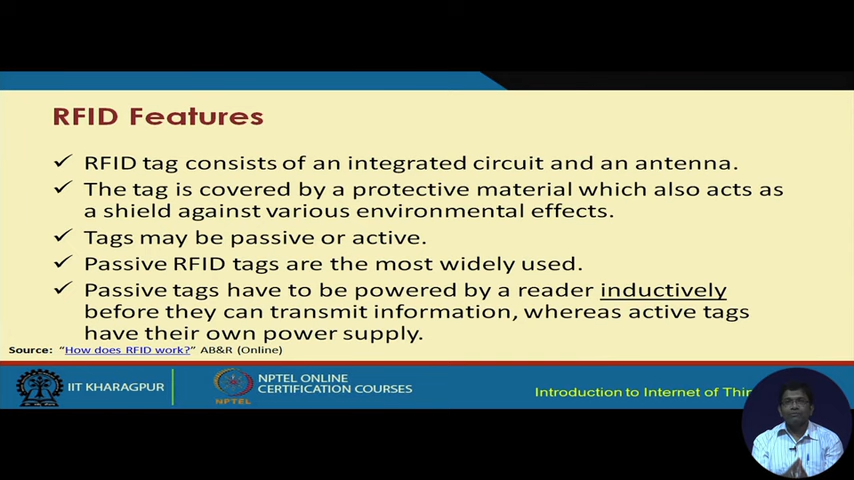 RFID Features
✓ RFID tag consists of an integrated circuit and an antenna.
✓ The tag is covered by a protective material which also acts as
a shield against various environmental effects.
✓ Tags may be passive or active.
✓ Passive RFID tags are the most widely used.
✓ Passive tags have to be powered by a reader inductively
before they can transmit information, whereas active tags
have their own power supply.
Source: “How does RFID work?” AB&R (Online)
IIT KHARAGPUR
NPTEL
NPTEL ONLINE
CERTIFICATION COURSES
Introduction to Internet of Thi